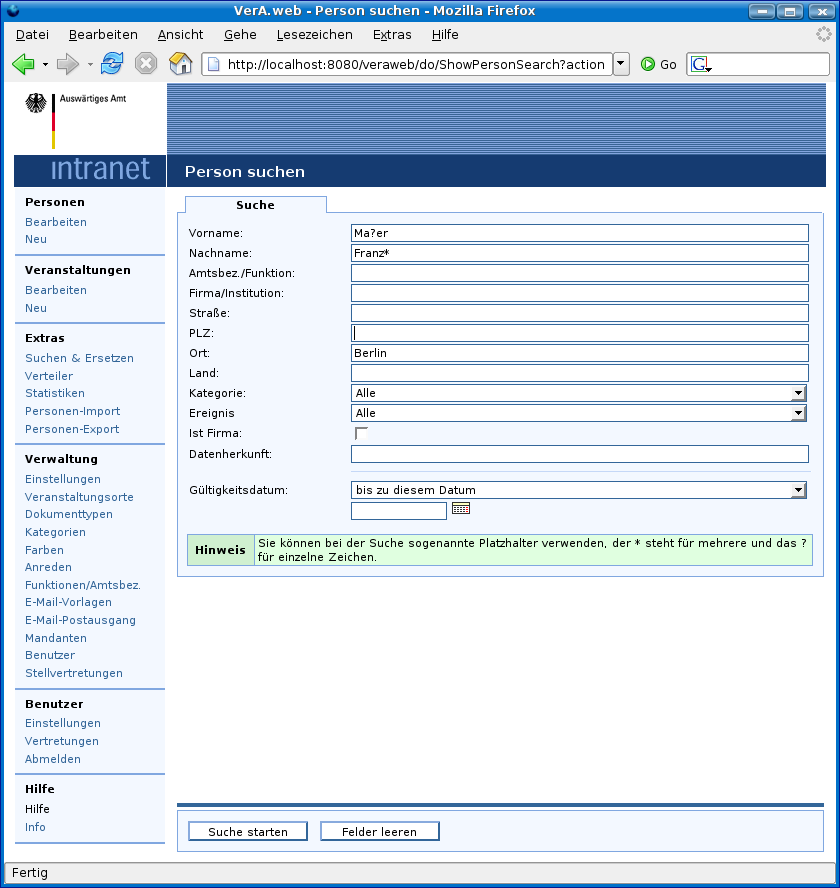 VerA.web - Person suchen - Mozilla Firefox
Datei Bearbeiten Ansicht Gehe Lesezeichen Extras Hilfe
http://localhost:8080/veraweb/do/ShowPersonSearch?action
Go
G
Auswärtiges Amt
intranet
Person suchen
Personen
Bearbeiten
Neu
Veranstaltungen
Bearbeiten
Neu
Extras
Suchen & Ersetzen
Verteiler
Statistiken
Personen-Import
Personen-Export
Verwaltung
Einstellungen
Veranstaltungsorte
Dokumenttypen
Kategorien
Farben
Anreden
Funktionen/Amtsbez.
E-Mail-Vorlagen
E-Mail-Postausgang
Mandanten
Benutzer
Stellvertretungen
Benutzer
Einstellungen
Vertretungen
Abmelden
Hilfe
Hilfe
Info
Suche
Vorname: Ma?er
Nachname: Franz*
Amtsbez./Funktion:
Firma/Institution:
Straße:
PLZ:
Ort: Berlin
Land:
Kategorie: Alle
Ereignis Alle
Ist Firma:
Datenherkunft:
Gültigkeitsdatum: bis zu diesem Datum
Hinweis
Sie können bei der Suche sogenannte Platzhalter verwenden, der * steht für mehrere und das ?
für einzelne Zeichen.
Suche starten Felder leeren
Fertig